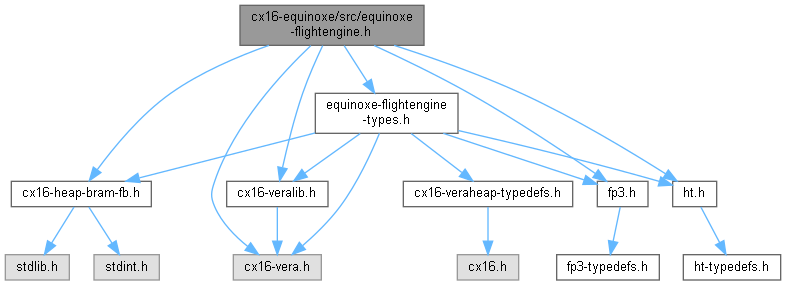 cx16-equinoxe/src/equinoxe
-flightengine.h
equinoxe-flightengine
-types.h
cx16-heap-bram-fb.h
cx16-veralib.h
cx16-veraheap-typedefs.h
fp3.h
ht.h
stdlib.h
stdint.h
cx16-vera.h
cx16.h
fp3-typedefs.h
ht-typedefs.h